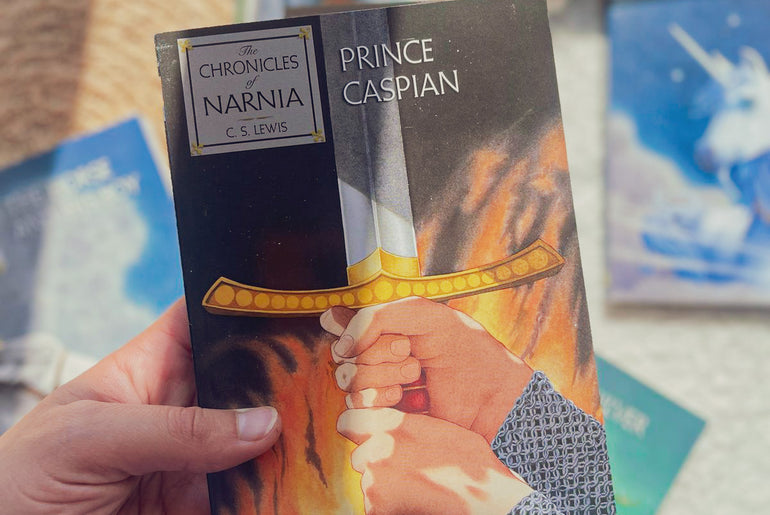 The
CHRONICLES
of
NARNIA
C. S. LEWIS
PRINCE
CASPIAN